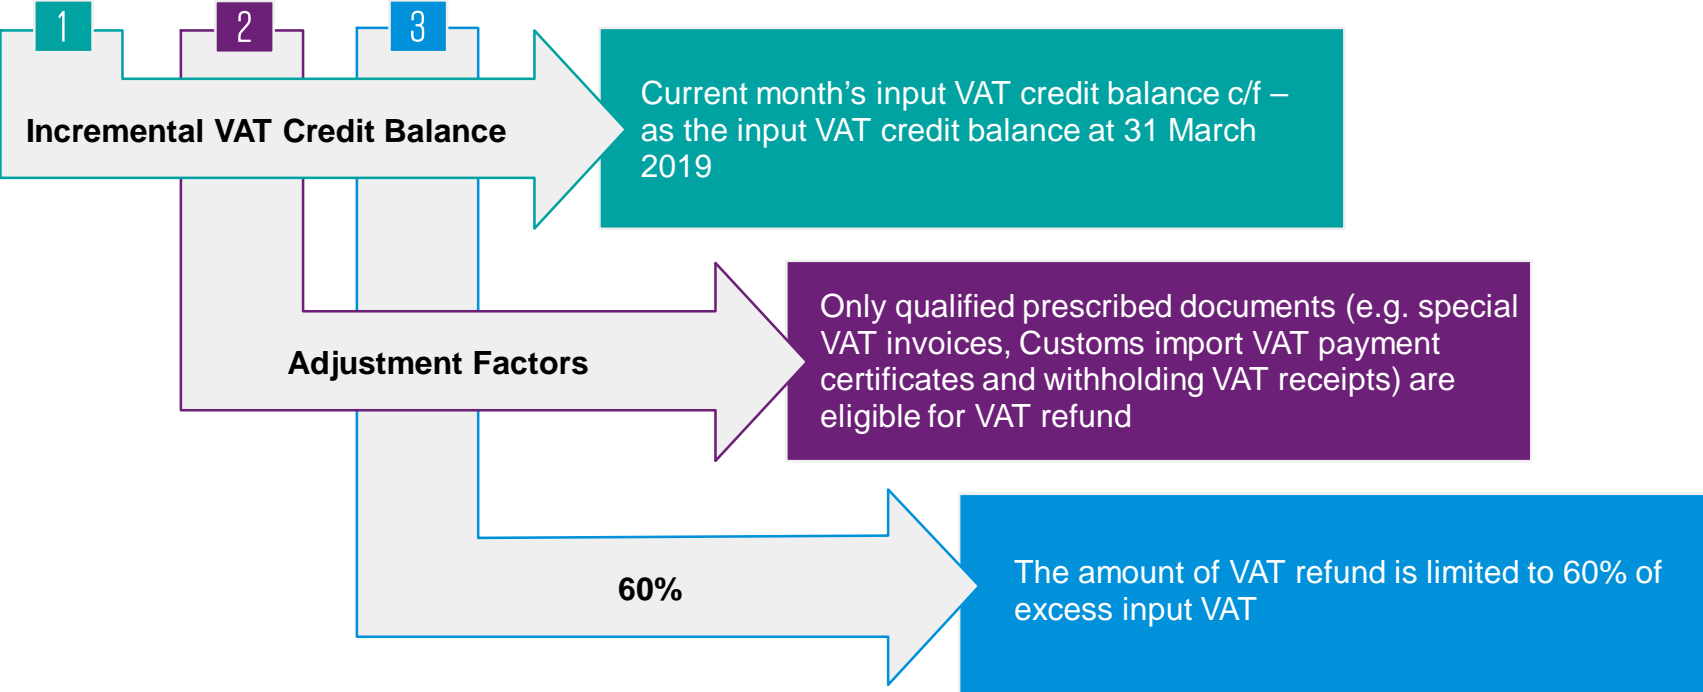 1
2
3
Incremental VAT Credit Balance
Current month’s input VAT credit balance c/f –
as the input VAT credit balance at 31 March
2019
Adjustment Factors
Only qualified prescribed documents (e.g. special
VAT invoices, Customs import VAT payment
certificates and withholding VAT receipts) are
eligible for VAT refund
60%
The amount of VAT refund is limited to 60% of
excess input VAT